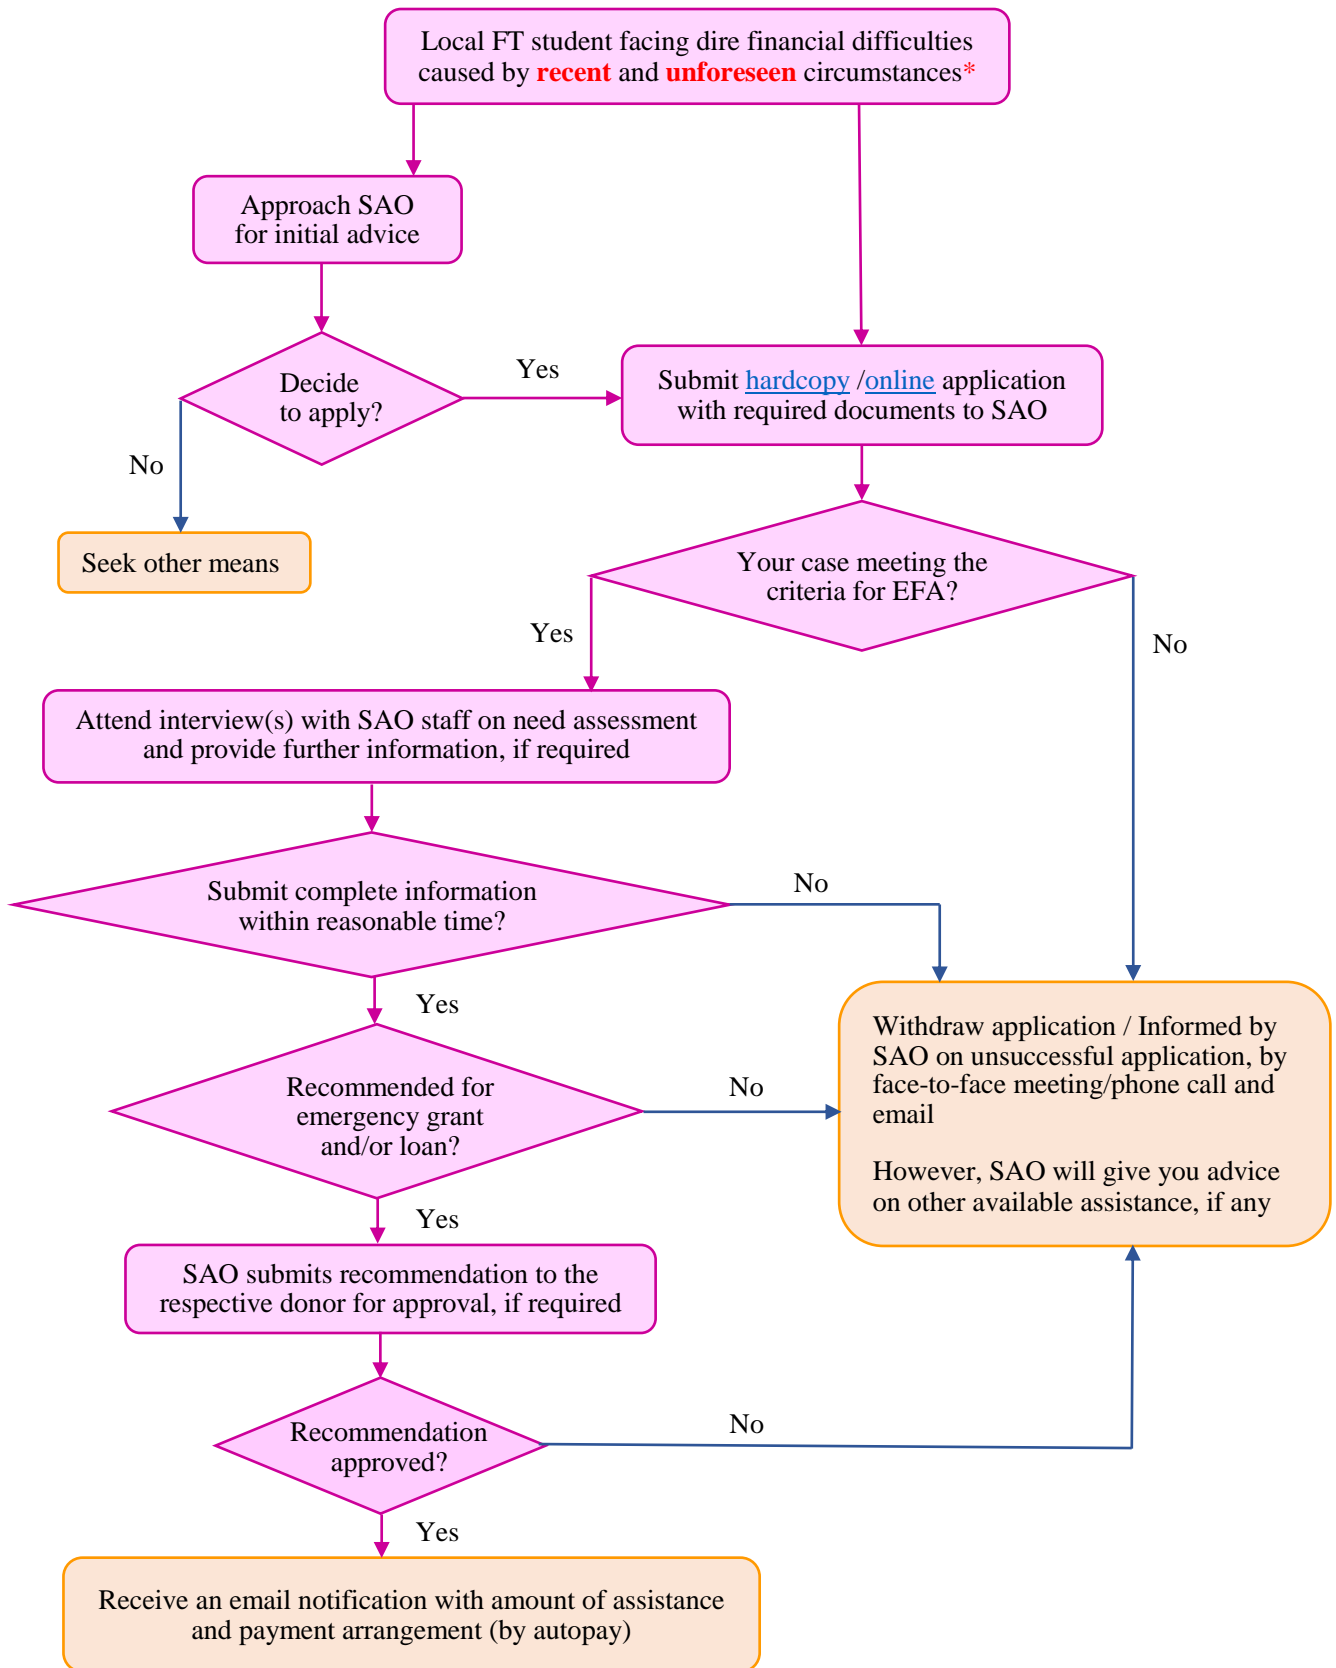 Local FT student facing dire financial difficulties
caused by recent and unforeseen circumstances*
Approach SAO
for initial advice
Decide
to apply?
Yes
No
Seek other means
Submit hardcopy /online application
with required documents to SAO
Your case meeting the
criteria for EFA?
Yes
No
Attend interview(s) with SAO staff on need assessment
and provide further information, if required
Submit complete information
within reasonable time?
No
Yes
Recommended for
emergency grant
and/or loan?
No
Yes
Withdraw application / Informed by
SAO on unsuccessful application, by
face-to-face meeting/phone call and
email
However, SAO will give you advice
on other available assistance, if any
SAO submits recommendation to the
respective donor for approval, if required
Recommendation
approved?
No
Yes
Receive an email notification with amount of assistance
and payment arrangement (by autopay)